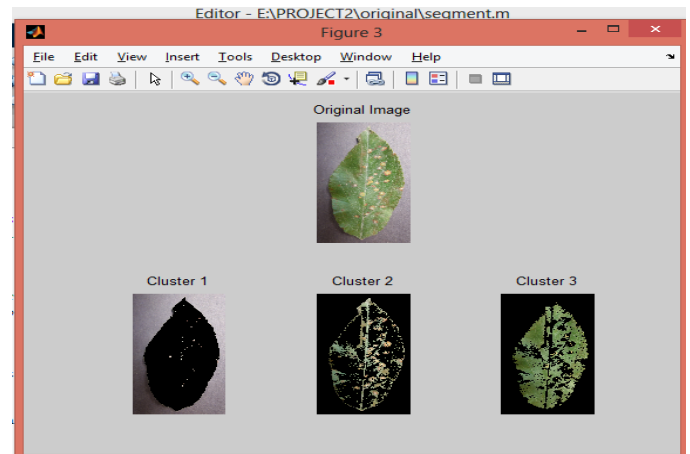 Editor - E:\PROJECT2\original\segment.m
Figure 3
File Edit View Insert Tools Desktop Window Help
Original Image
Cluster 1 Cluster 2 Cluster 3